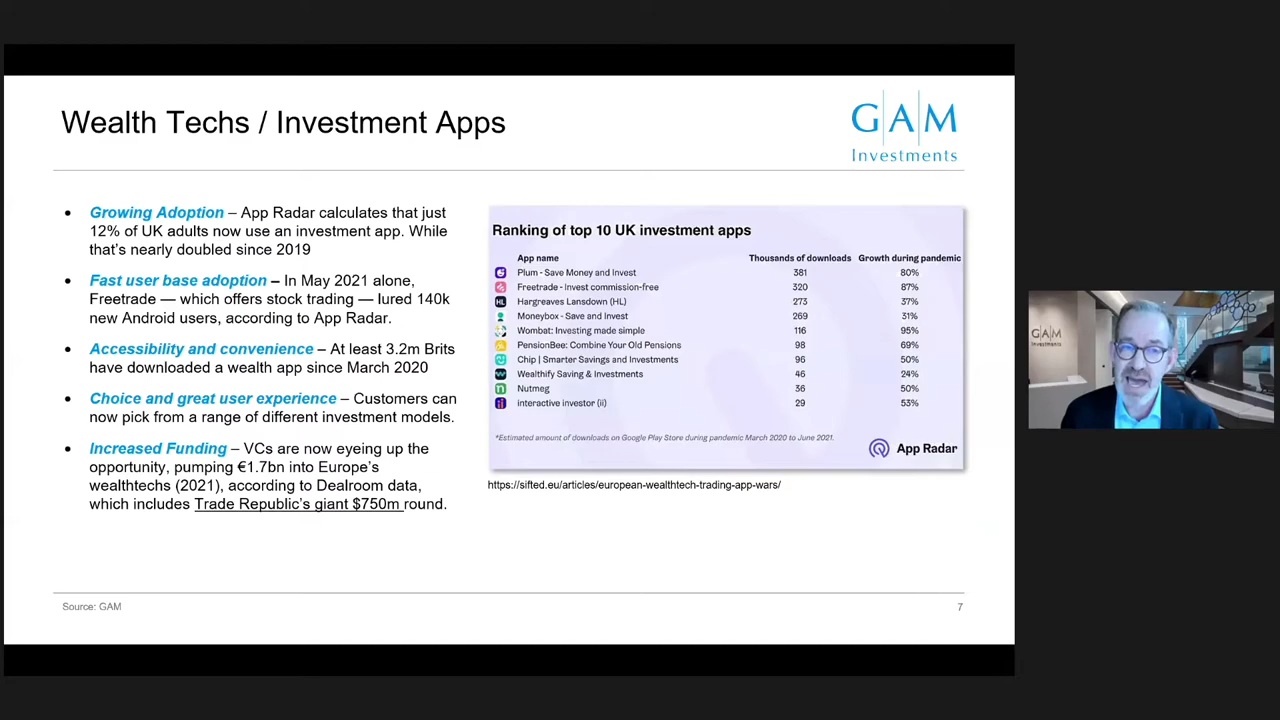 Wealth Techs / Investment Apps
GAM
Investments
• Growing Adoption – App Radar calculates that just
12% of UK adults now use an investment app. While
that's nearly doubled since 2019
• Fast user base adoption – In May 2021 alone,
Freetrade — which offers stock trading — lured 140k
new Android users, according to App Radar.
• Accessibility and convenience – At least 3.2m Brits
have downloaded a wealth app since March 2020
• Choice and great user experience – Customers can
now pick from a range of different investment models.
• Increased Funding – VCs are now eyeing up the
opportunity, pumping €1.7bn into Europe's
wealthtechs (2021), according to Dealroom data,
which includes Trade Republic's giant $750m round.
Ranking of top 10 UK investment apps
App name Thousands of downloads Growth during pandemic
Plum - Save Money and Invest 381 80%
Freetrade - Invest commission-free 320 87%
HL Hargreaves Lansdown (HL) 273 37%
Moneybox - Save and Invest 269 31%
Wombat: Investing made simple 116 95%
PensionBee: Combine Your Old Pensions 98 69%
Chip | Smarter Savings and Investments 96 50%
Wealthify Saving & Investments 46 24%
Nutmeg 36 50%
interactive investor (ii) 29 53%
*Estimated amount of downloads on Google Play Store during pandemic March 2020 to June 2021.
App Radar
https://sifted.eu/articles/european-wealthtech-trading-app-wars/
Source: GAM
7
GAM